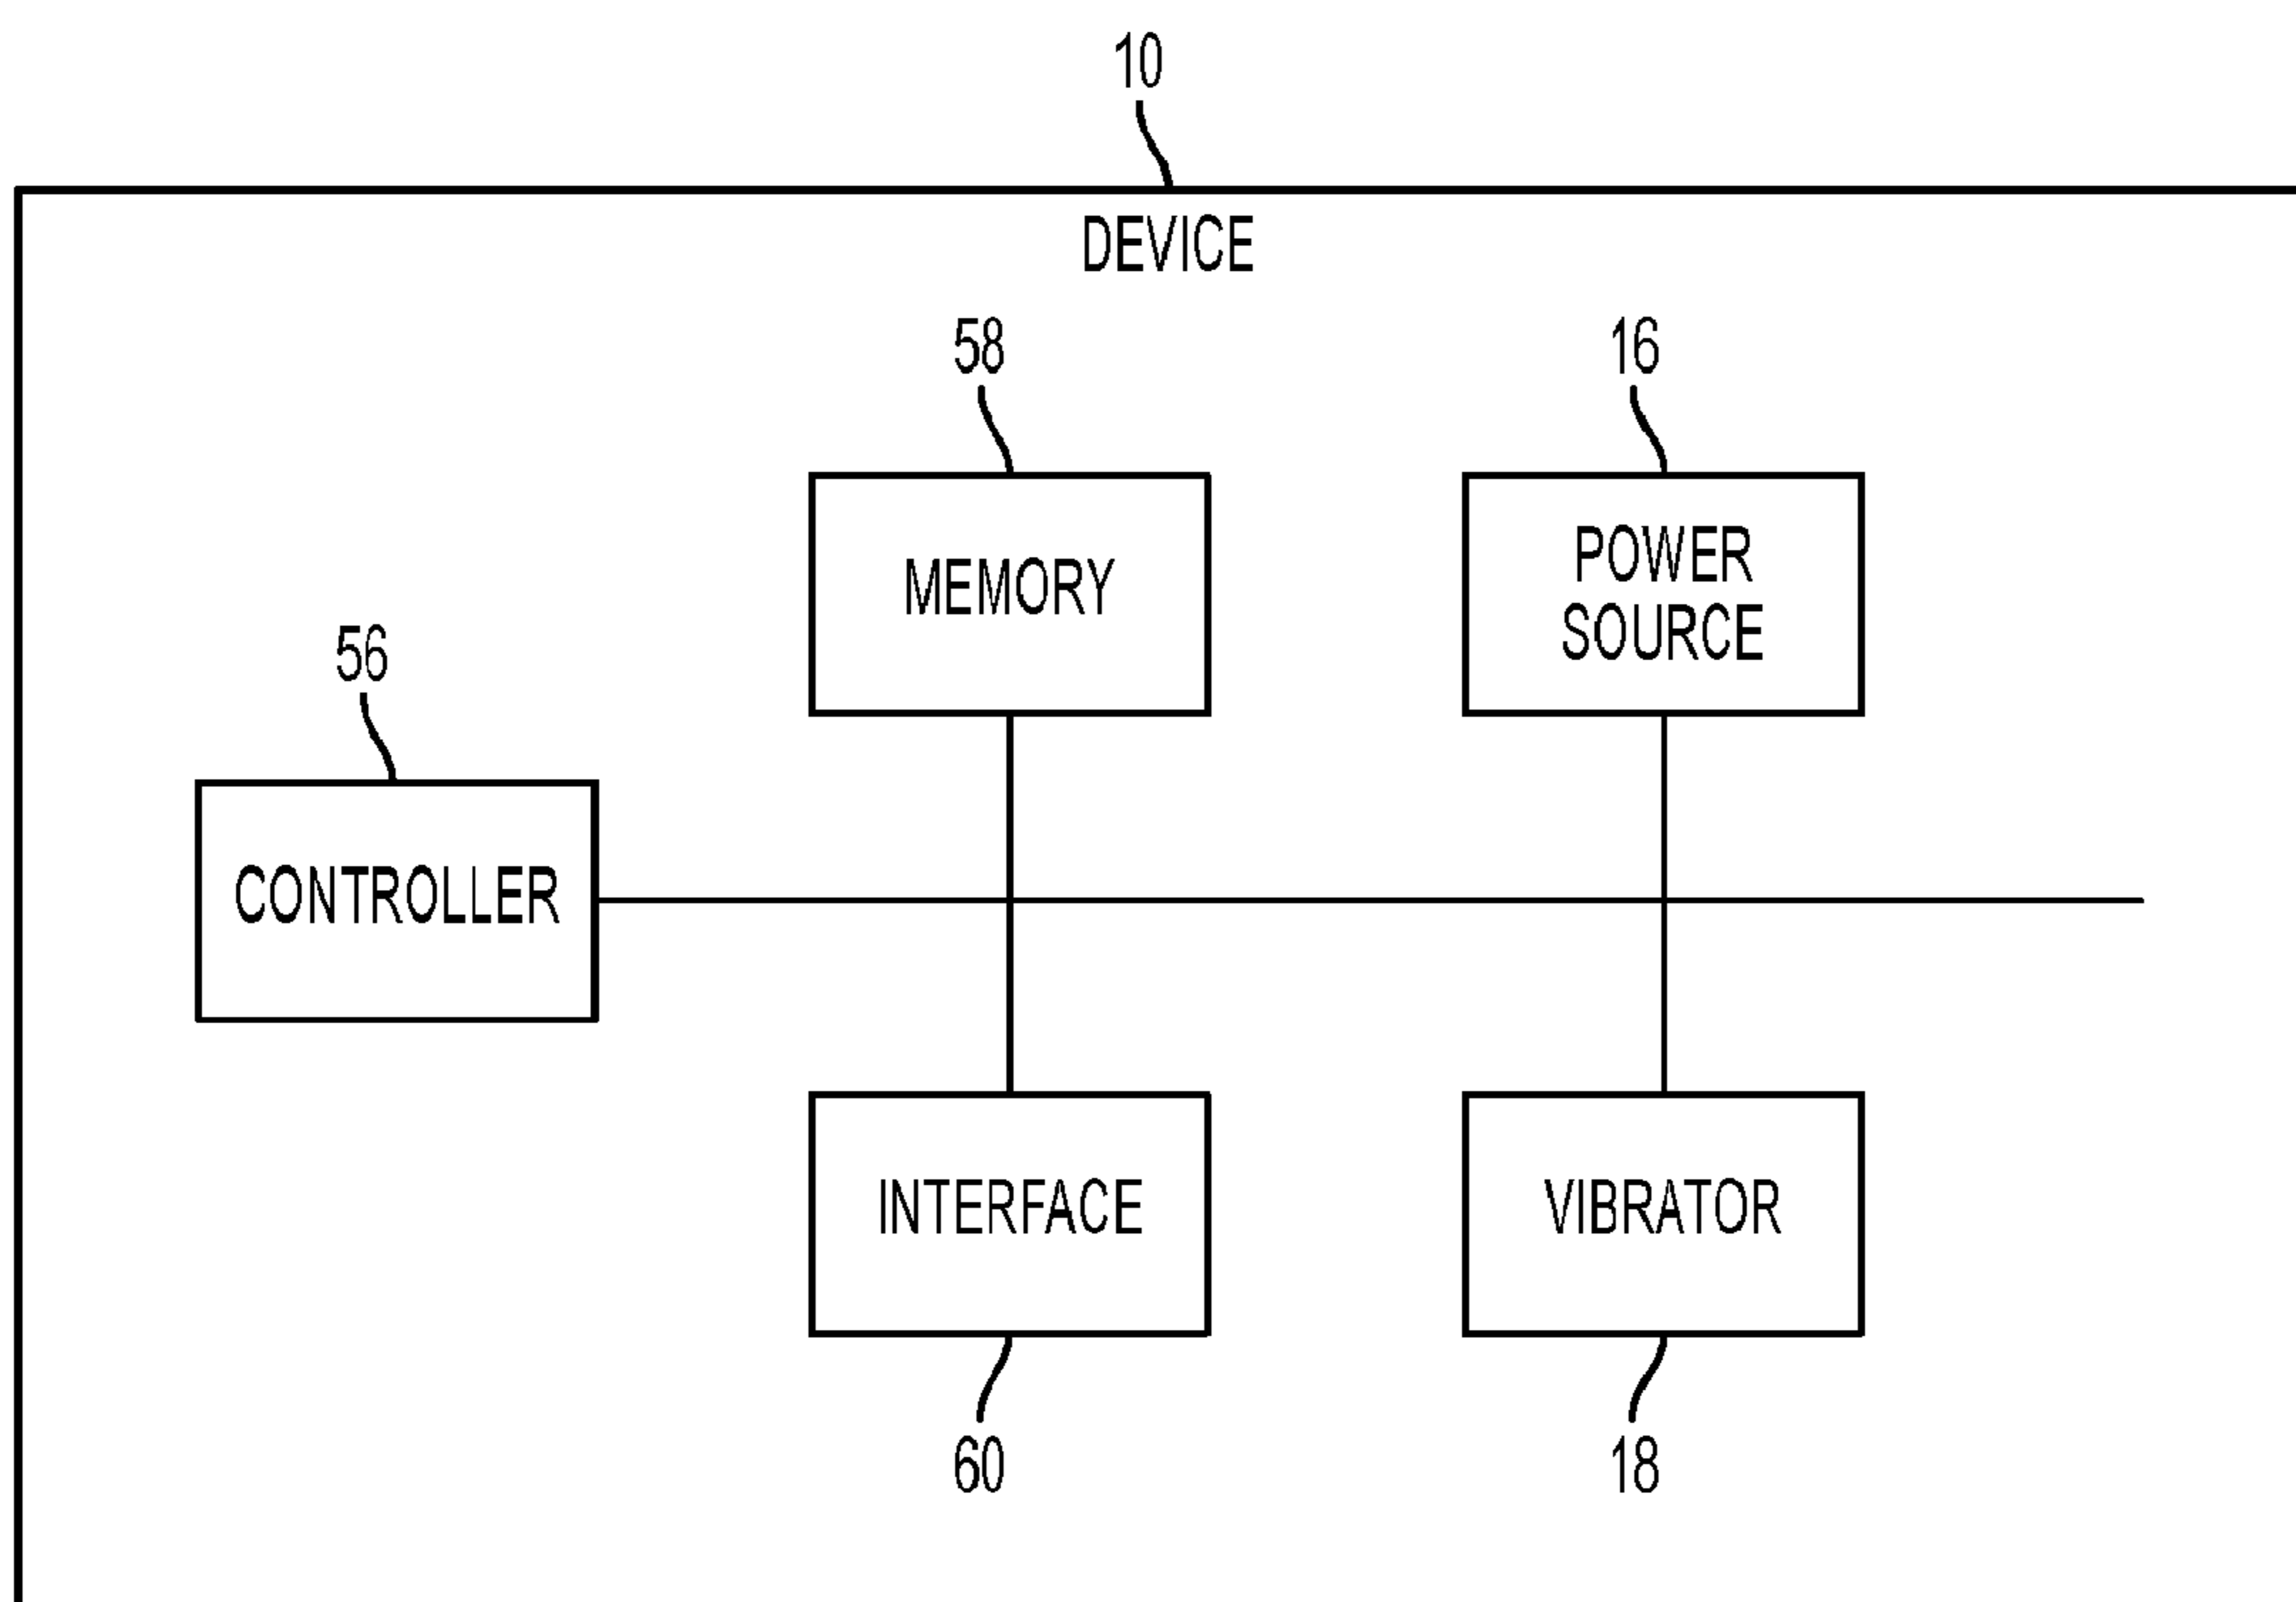 10
DEVICE
58
16
MEMORY
POWER
SOURCE
56
CONTROLLER
INTERFACE
VIBRATOR
60
18